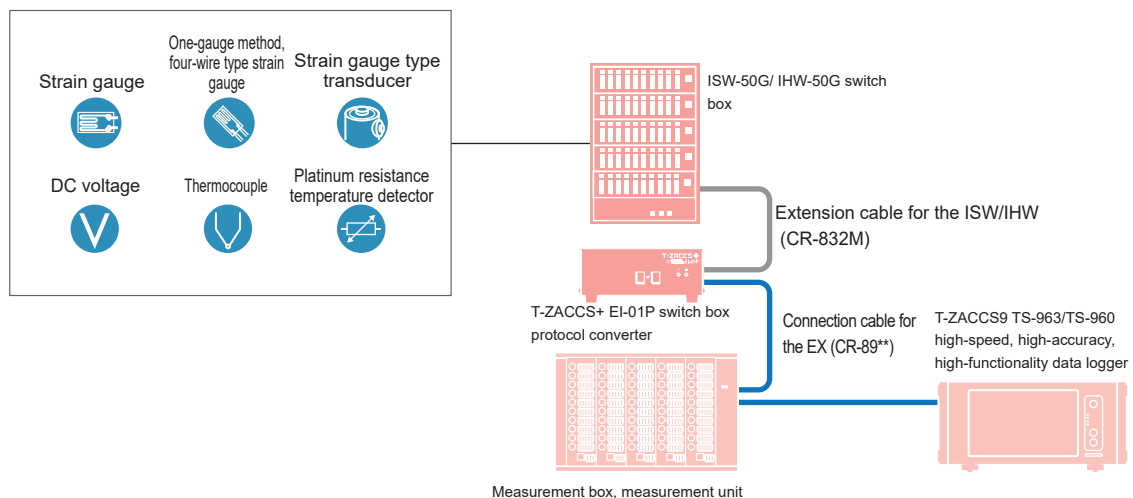 Strain gauge
One-gauge method,
four-wire type strain
gauge
Strain gauge type
transducer
DC voltage
Thermocouple
Platinum resistance
temperature detector
ISW-50G/ IHW-50G switch
box
Extension cable for the ISW/IHW
(CR-832M)
T-ZACCS+
T-ZACCS+ EI-01P switch box
protocol converter
Connection cable for
the EX (CR-89**)
T-ZACCS9 TS-963/TS-960
high-speed, high-accuracy,
high-functionality data logger
Measurement box, measurement unit